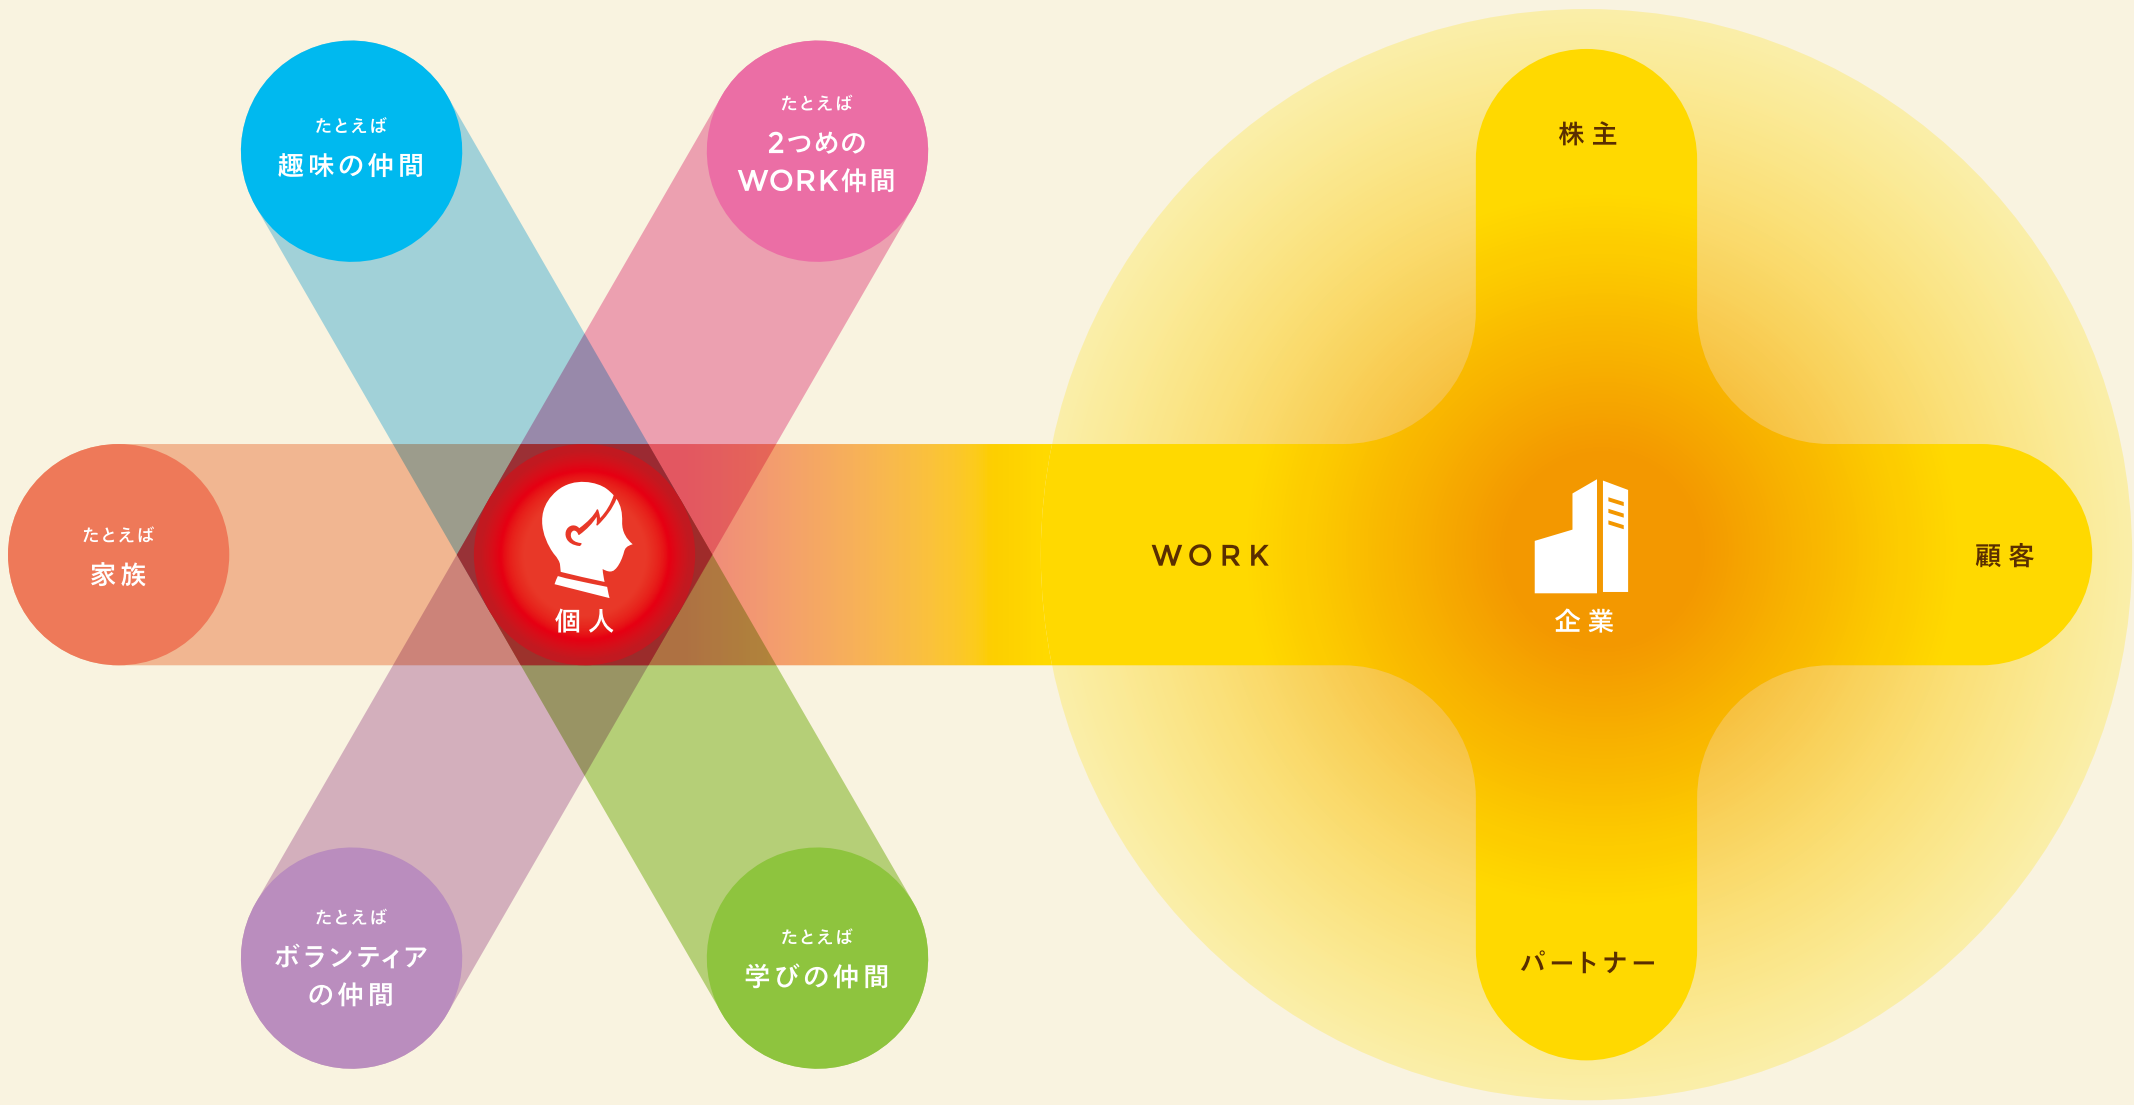 たとえば
趣味の仲間
たとえば
2つめの
WORK仲間
たとえば
家族
個人
たとえば
ボランティア
の仲間
たとえば
学びの仲間
WORK
株主
企業
顧客
パートナー